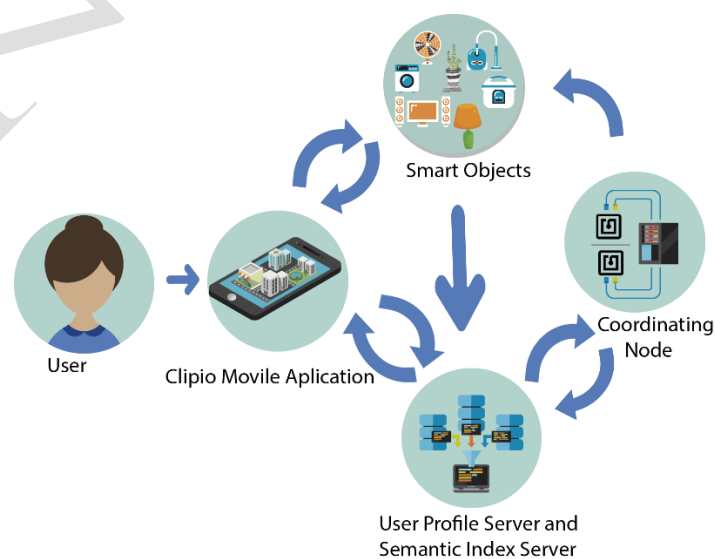 Smart Objects
User
Clipio Movile Aplication
Coordinating
Node
User Profile Server and
Semantic Index Server